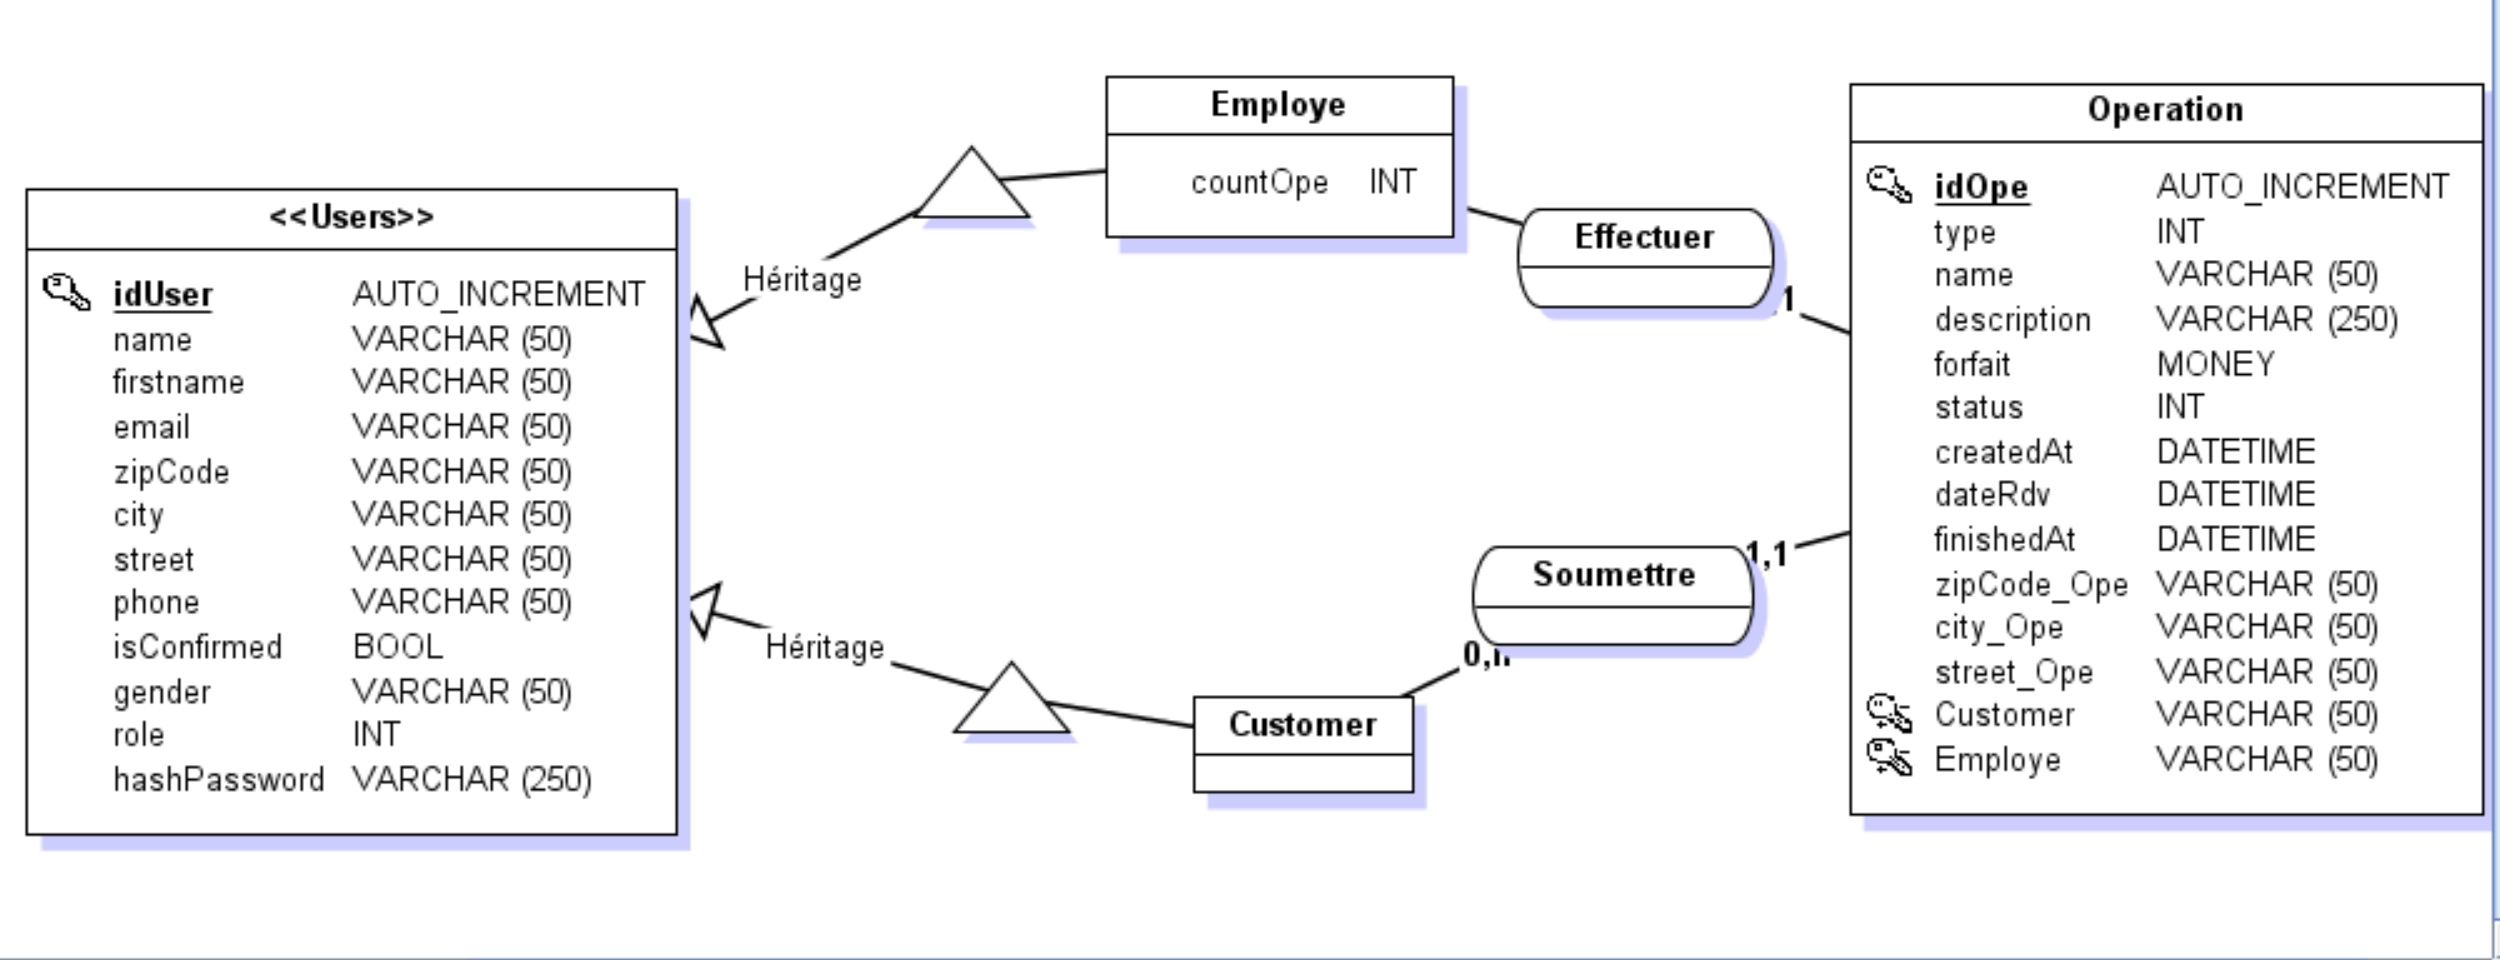 <<Users>>
idUser AUTO_INCREMENT
name VARCHAR (50)
firstname VARCHAR (50)
email VARCHAR (50)
zipCode VARCHAR (50)
city VARCHAR (50)
street VARCHAR (50)
phone VARCHAR (50)
isConfirmed BOOL
gender VARCHAR (50)
role INT
hashPassword VARCHAR (250)
Héritage
Héritage
Employe
countOpe INT
Effectuer
1
Customer
Soumettre
1,1
Operation
idOpe AUTO_INCREMENT
type INT
name VARCHAR (50)
description VARCHAR (250)
forfait MONEY
status INT
createdAt DATETIME
dateRdv DATETIME
finishedAt DATETIME
zipCode_Ope VARCHAR (50)
city_Ope VARCHAR (50)
street_Ope VARCHAR (50)
Customer VARCHAR (50)
Employe VARCHAR (50)